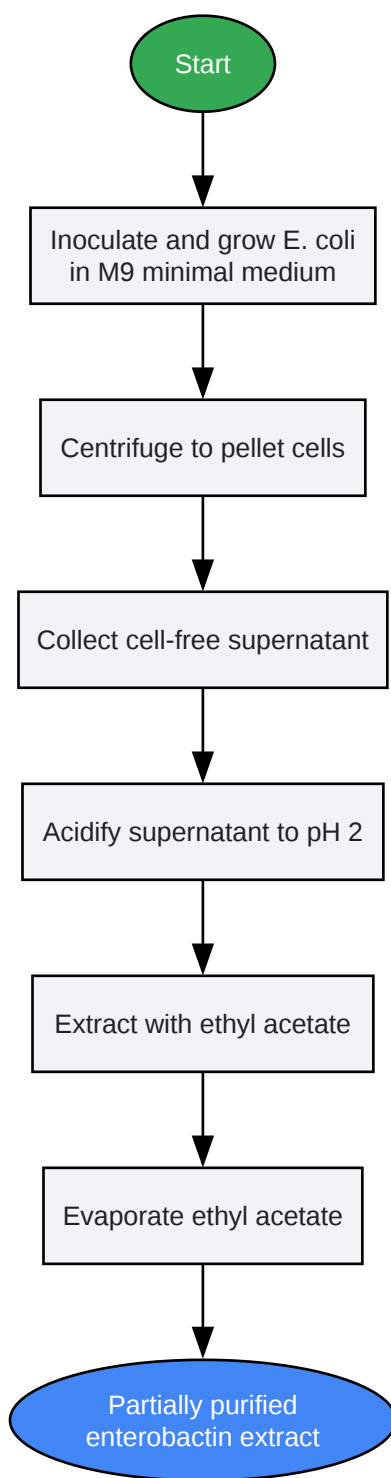 Start
Inoculate and grow E. coli
in M9 minimal medium
Centrifuge to pellet cells
Collect cell-free supernatant
Acidify supernatant to pH 2
Extract with ethyl acetate
Evaporate ethyl acetate
Partially purified
enterobactin extract